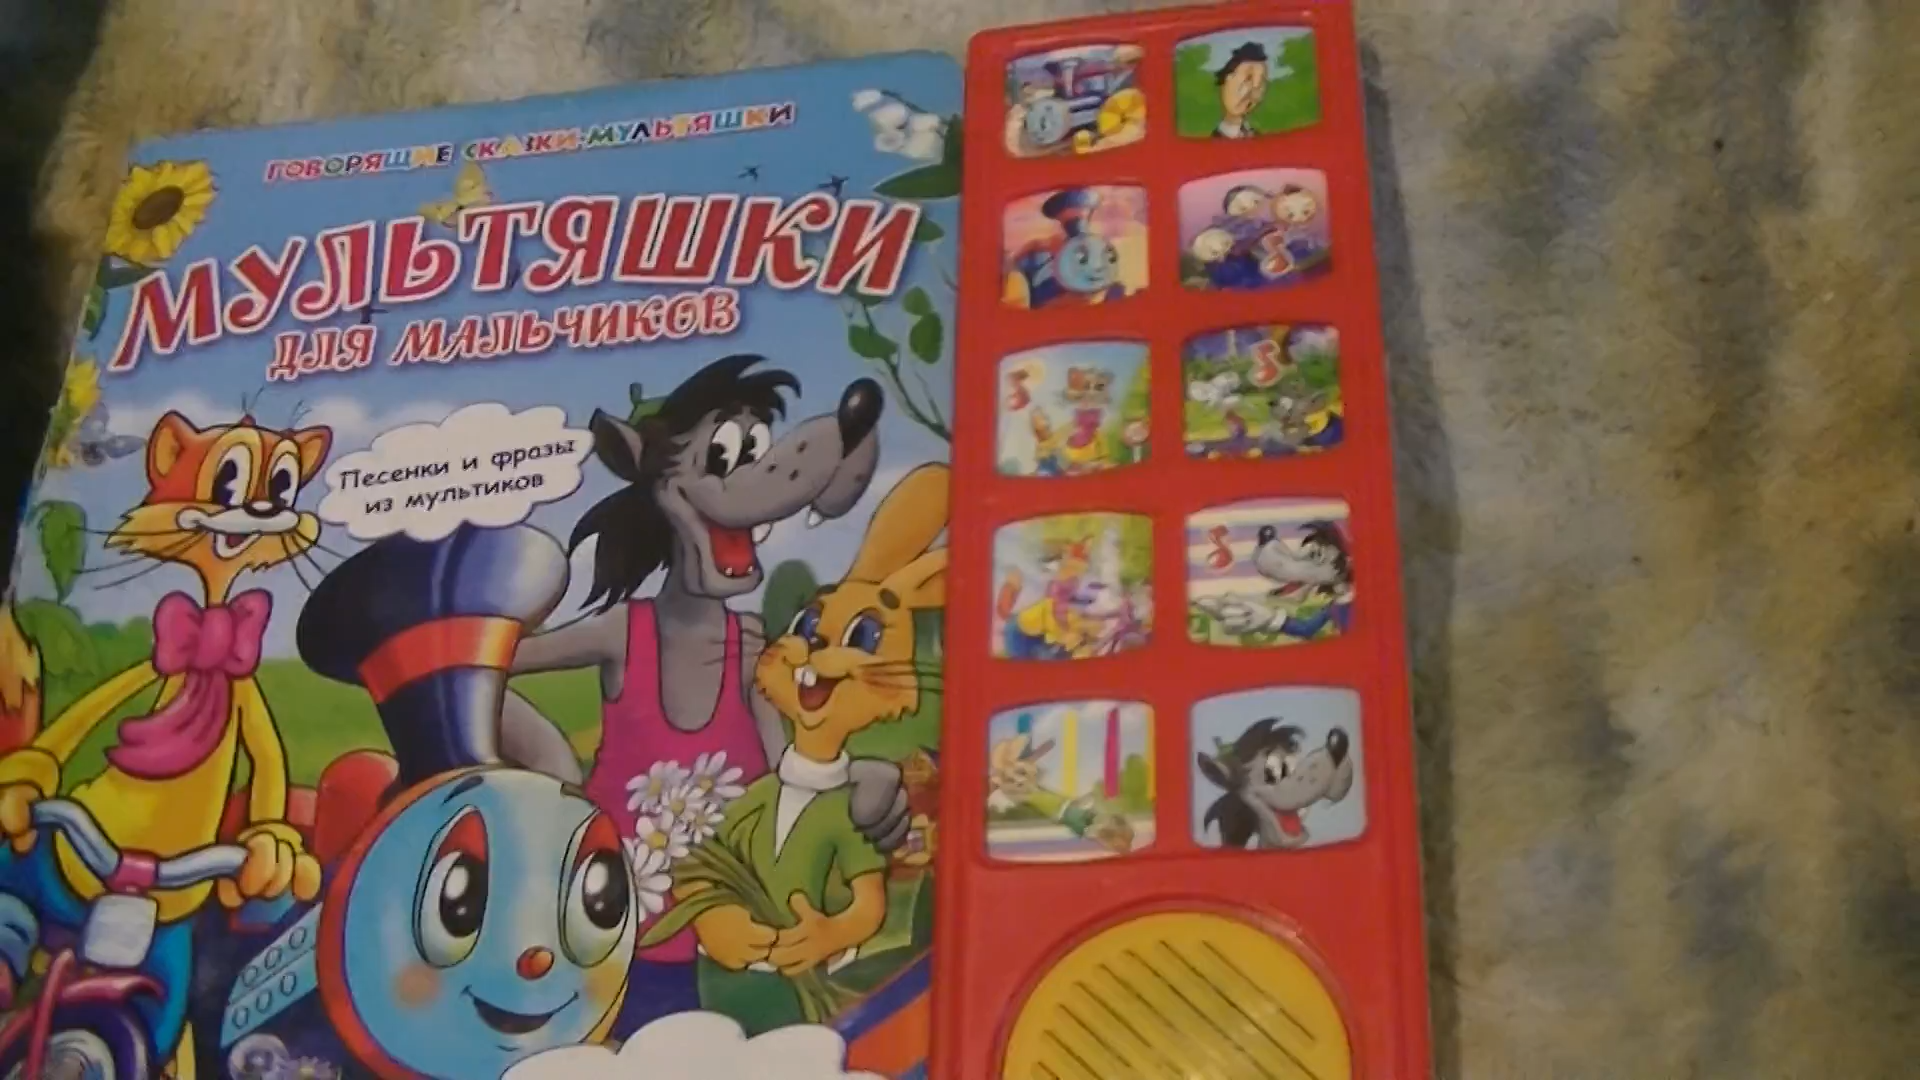 ГОВОРЯЩИЕ СКАЗКИ-МУЛЬТЯШКИ
МУЛЬТЯШКИ
ДЛЯ МАЛЬЧИКОВ
Песенки и фразы
из мультиков